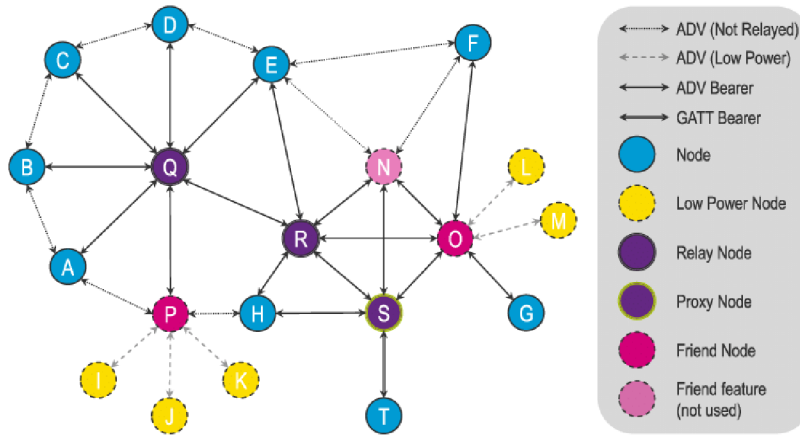 D
F
C
E
B
Q
N
L
M
R
O
A
P
H
S
G
I
K
J
T
ADV (Not Relayed)
ADV (Low Power)
ADV Bearer
GATT Bearer
Node
Low Power Node
Relay Node
Proxy Node
Friend Node
Friend feature
(not used)